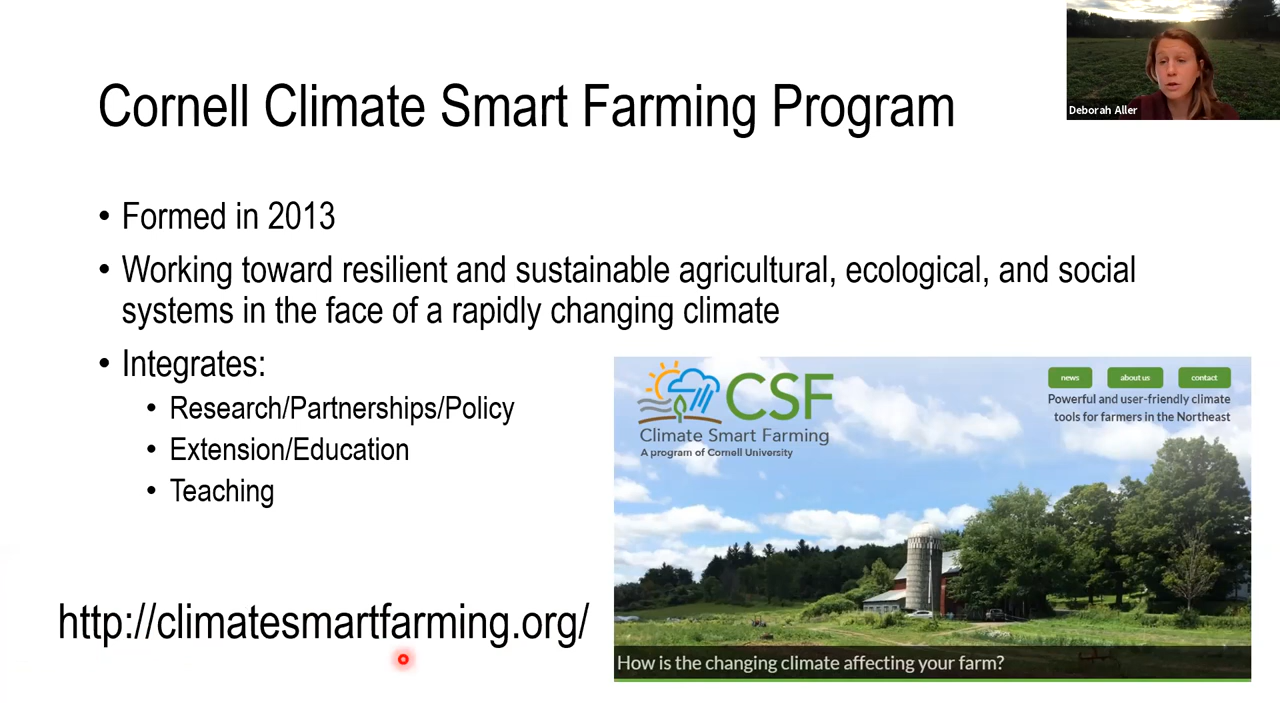 Cornell Climate Smart Farming Program
Deborah Aller
• Formed in 2013
• Working toward resilient and sustainable agricultural, ecological, and social
systems in the face of a rapidly changing climate
• Integrates:
• Research/Partnerships/Policy
• Extension/Education
• Teaching
http://climatesmartfarming.org/
CSF
Climate Smart Farming
A program of Cornell University
news about us contact
Powerful and user-friendly climate
tools for farmers in the Northeast
How is the changing climate affecting your farm?